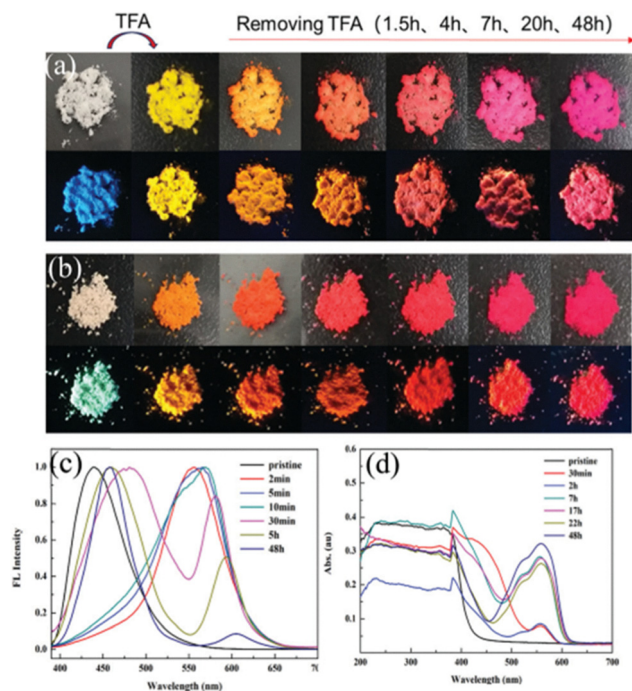 TFA
Removing TFA (1.5h、4h、7h、20h、48h)
(a)
(b)
(c)
pristine
2min
5min
10min
30min
5h
48h
1.0
0.8
0.6
0.4
0.2
0.0
FL Intensity
400 450 500 550 600 650 700
Wavelength (nm)
(d)
pristine
30min
2h
7h
17h
22h
48h
0.5
0.4
0.3
0.2
0.1
Abs. (au)
200 300 400 500 600 700
Wavelength (nm)